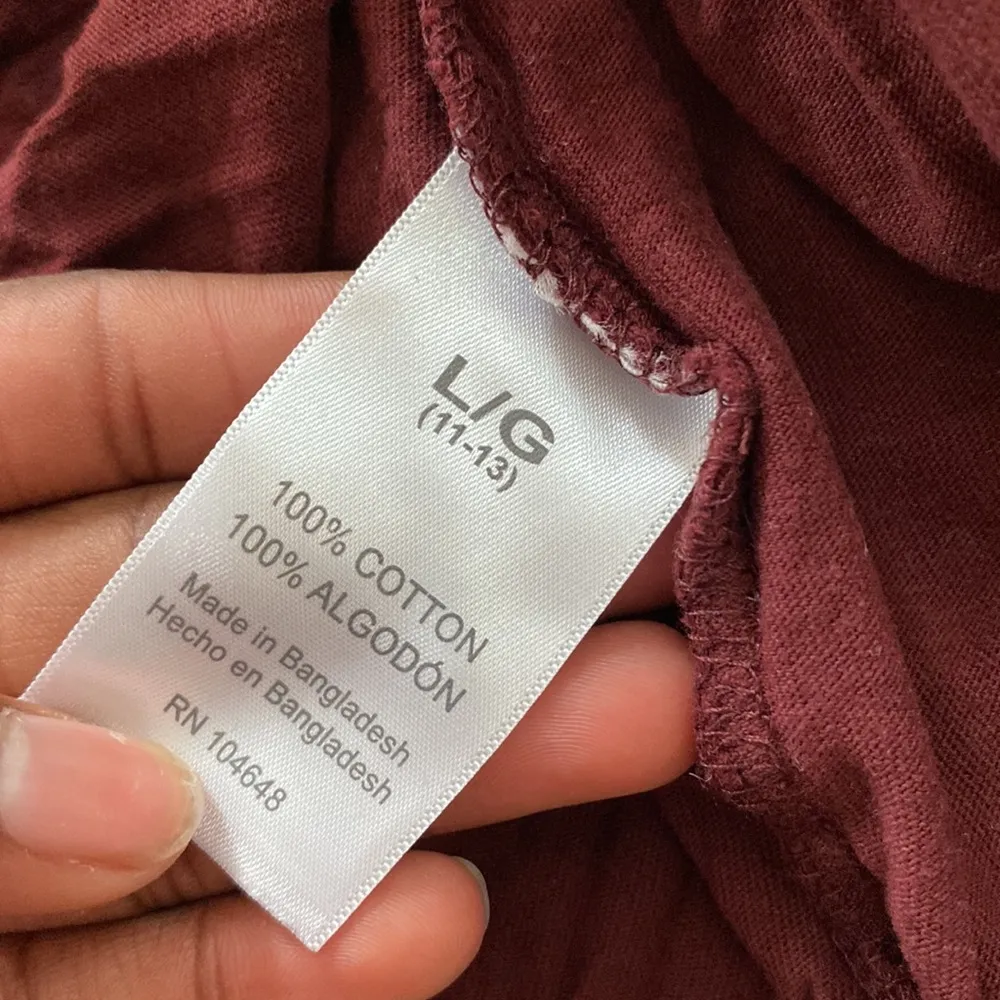 L/G
(11-13)
100% COTTON
100% ALGODÓN
Made in Bangladesh
Hecho en Bangladesh
RN 104648